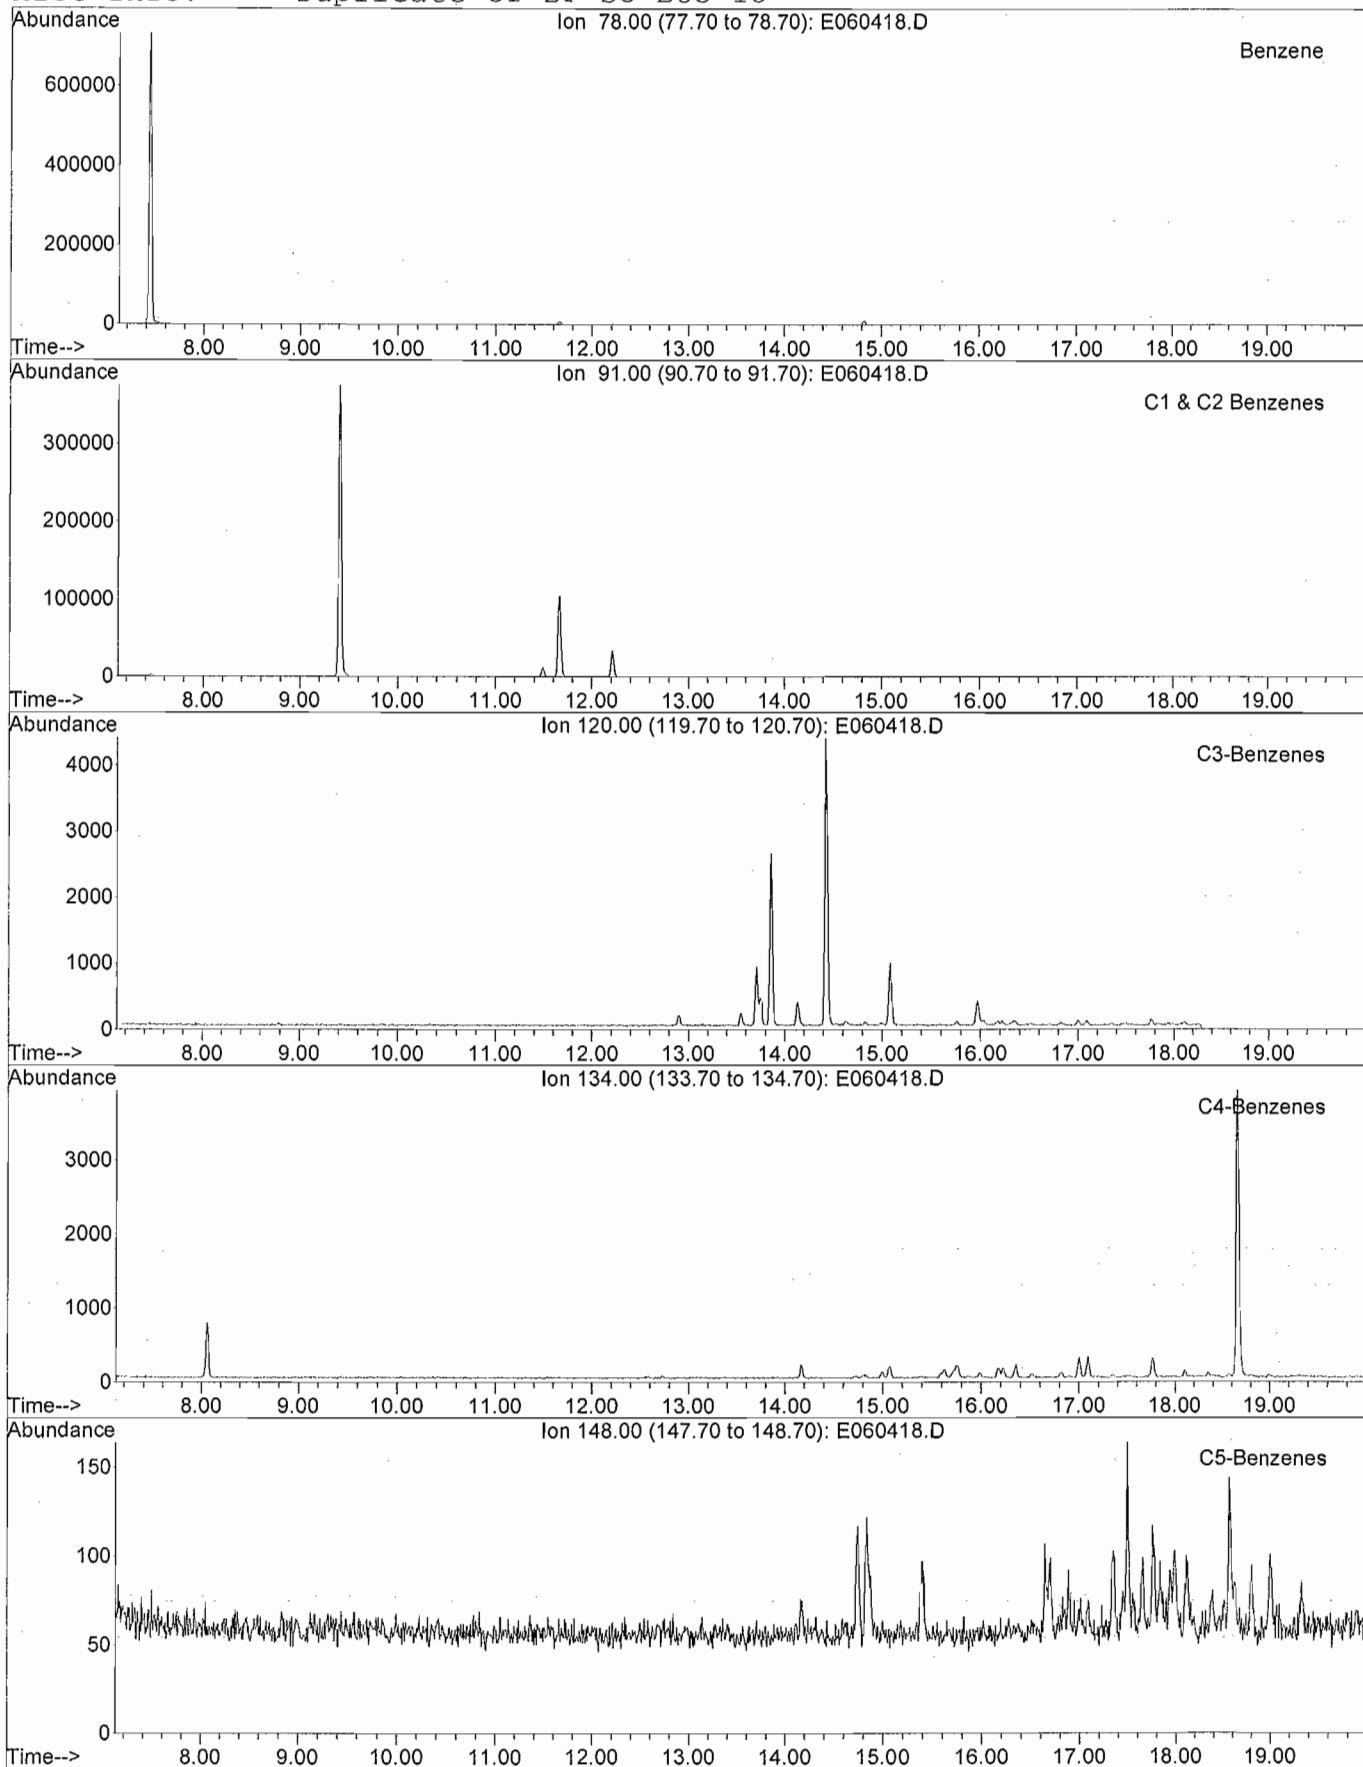 Abundance
Ion 78.00 (77.70 to 78.70): E060418.D
Benzene
600000
400000
200000
0
Time-->
8.00 9.00 10.00 11.00 12.00 13.00 14.00 15.00 16.00 17.00 18.00 19.00
Abundance
Ion 91.00 (90.70 to 91.70): E060418.D
C1 & C2 Benzenes
300000
200000
100000
0
Time-->
8.00 9.00 10.00 11.00 12.00 13.00 14.00 15.00 16.00 17.00 18.00 19.00
Abundance
Ion 120.00 (119.70 to 120.70): E060418.D
C3-Benzenes
4000
3000
2000
1000
0
Time-->
8.00 9.00 10.00 11.00 12.00 13.00 14.00 15.00 16.00 17.00 18.00 19.00
Abundance
Ion 134.00 (133.70 to 134.70): E060418.D
C4-Benzenes
3000
2000
1000
0
Time-->
8.00 9.00 10.00 11.00 12.00 13.00 14.00 15.00 16.00 17.00 18.00 19.00
Abundance
Ion 148.00 (147.70 to 148.70): E060418.D
C5-Benzenes
150
100
50
0
Time-->
8.00 9.00 10.00 11.00 12.00 13.00 14.00 15.00 16.00 17.00 18.00 19.00